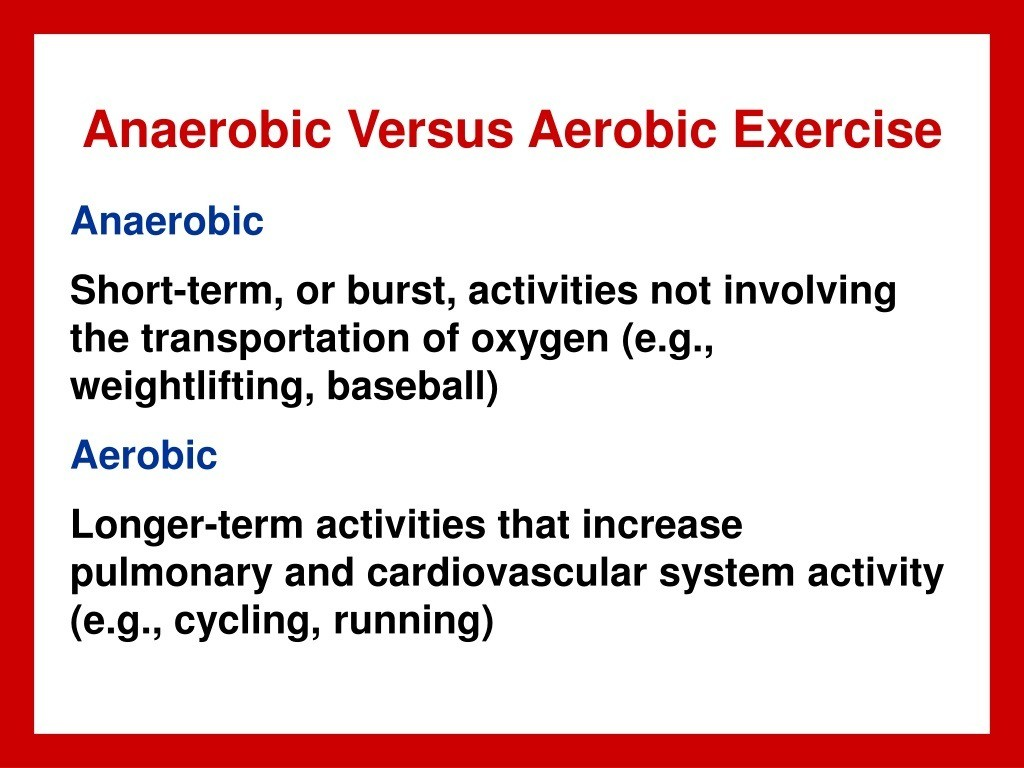 Anaerobic Versus Aerobic Exercise
Anaerobic
Short-term, or burst, activities not involving
the transportation of oxygen (e.g.,
weightlifting, baseball)
Aerobic
Longer-term activities that increase
pulmonary and cardiovascular system activity
(e.g., cycling, running)